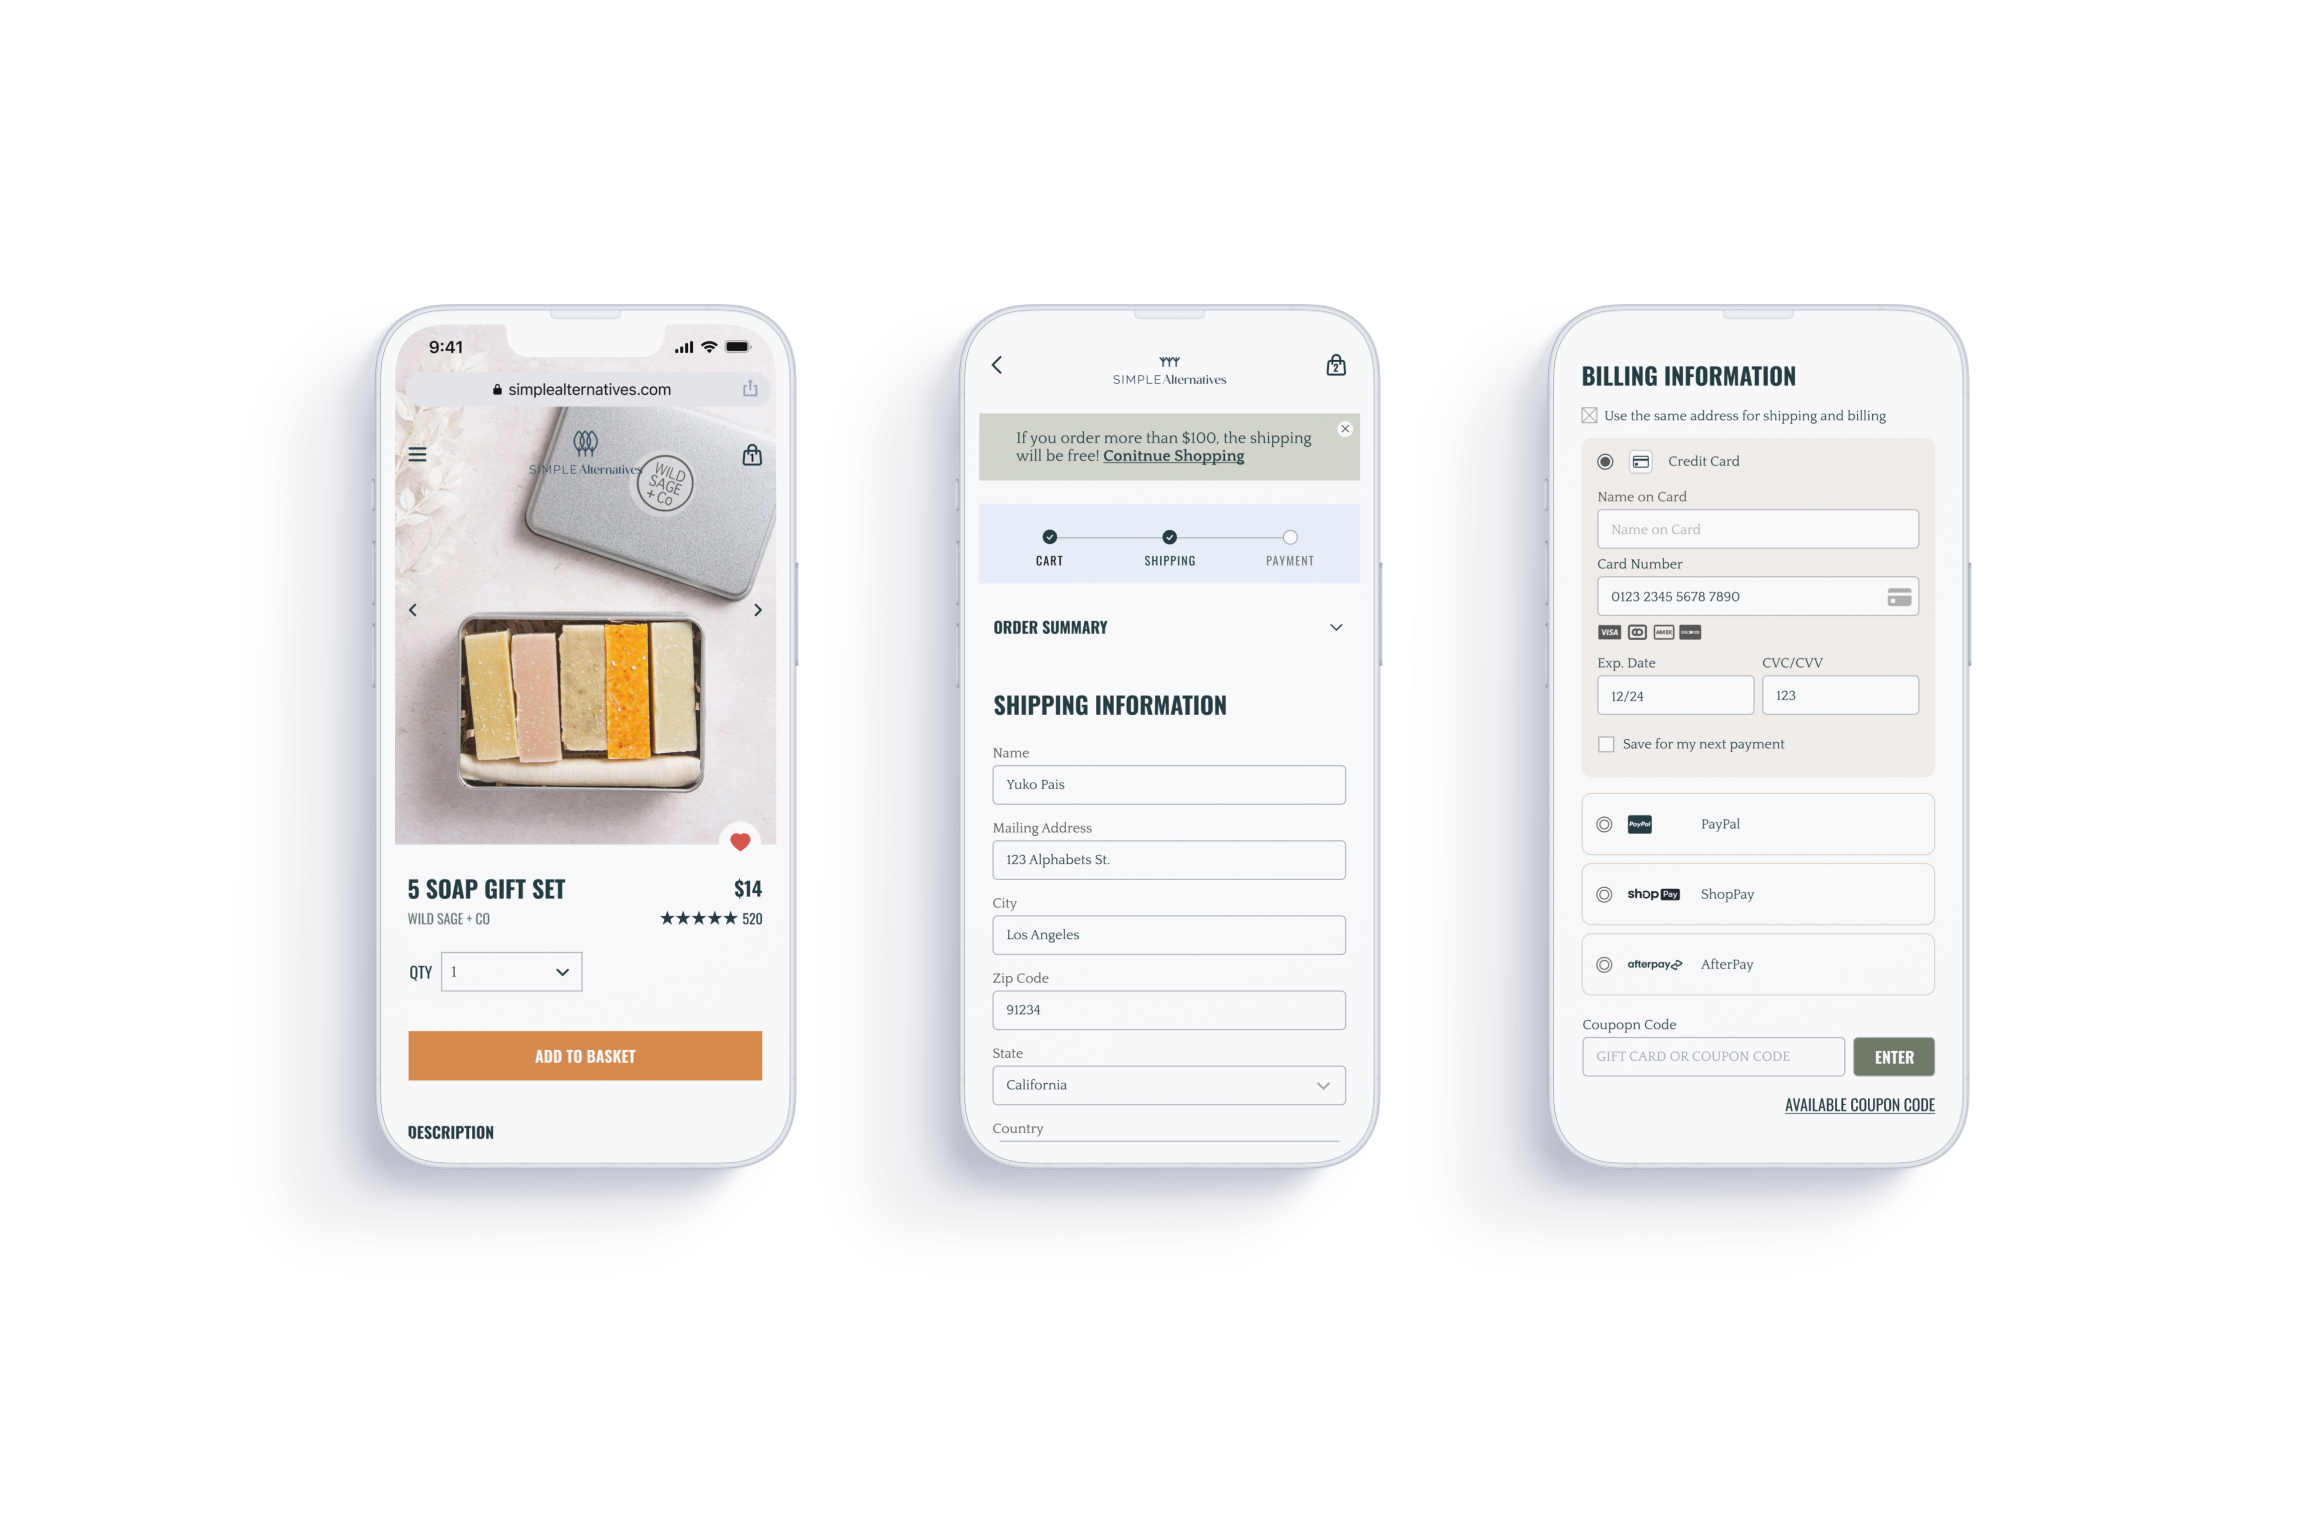 9:41
simplealternatives.com
SIMPLE Alternatives
1
WILD
SAGE
+ Co
5 SOAP GIFT SET
$14
WILD SAGE + CO
520
QTY
1
ADD TO BASKET
DESCRIPTION
SIMPLE Alternatives
2
If you order more than $100, the shipping
will be free! Conitnue Shopping
CART
SHIPPING
PAYMENT
ORDER SUMMARY
SHIPPING INFORMATION
Name
Yuko Pais
Mailing Address
123 Alphabets St.
City
Los Angeles
Zip Code
91234
State
California
Country
BILLING INFORMATION
Use the same address for shipping and billing
Credit Card
Name on Card
Name on Card
Card Number
0123 2345 5678 7890
VISA
AMEX
DISCOVER
Exp. Date
CVC/CVV
12/24
123
Save for my next payment
PayPal
PayPal
shop Pay
ShopPay
afterpay
AfterPay
Coupopn Code
GIFT CARD OR COUPON CODE
ENTER
AVAILABLE COUPON CODE